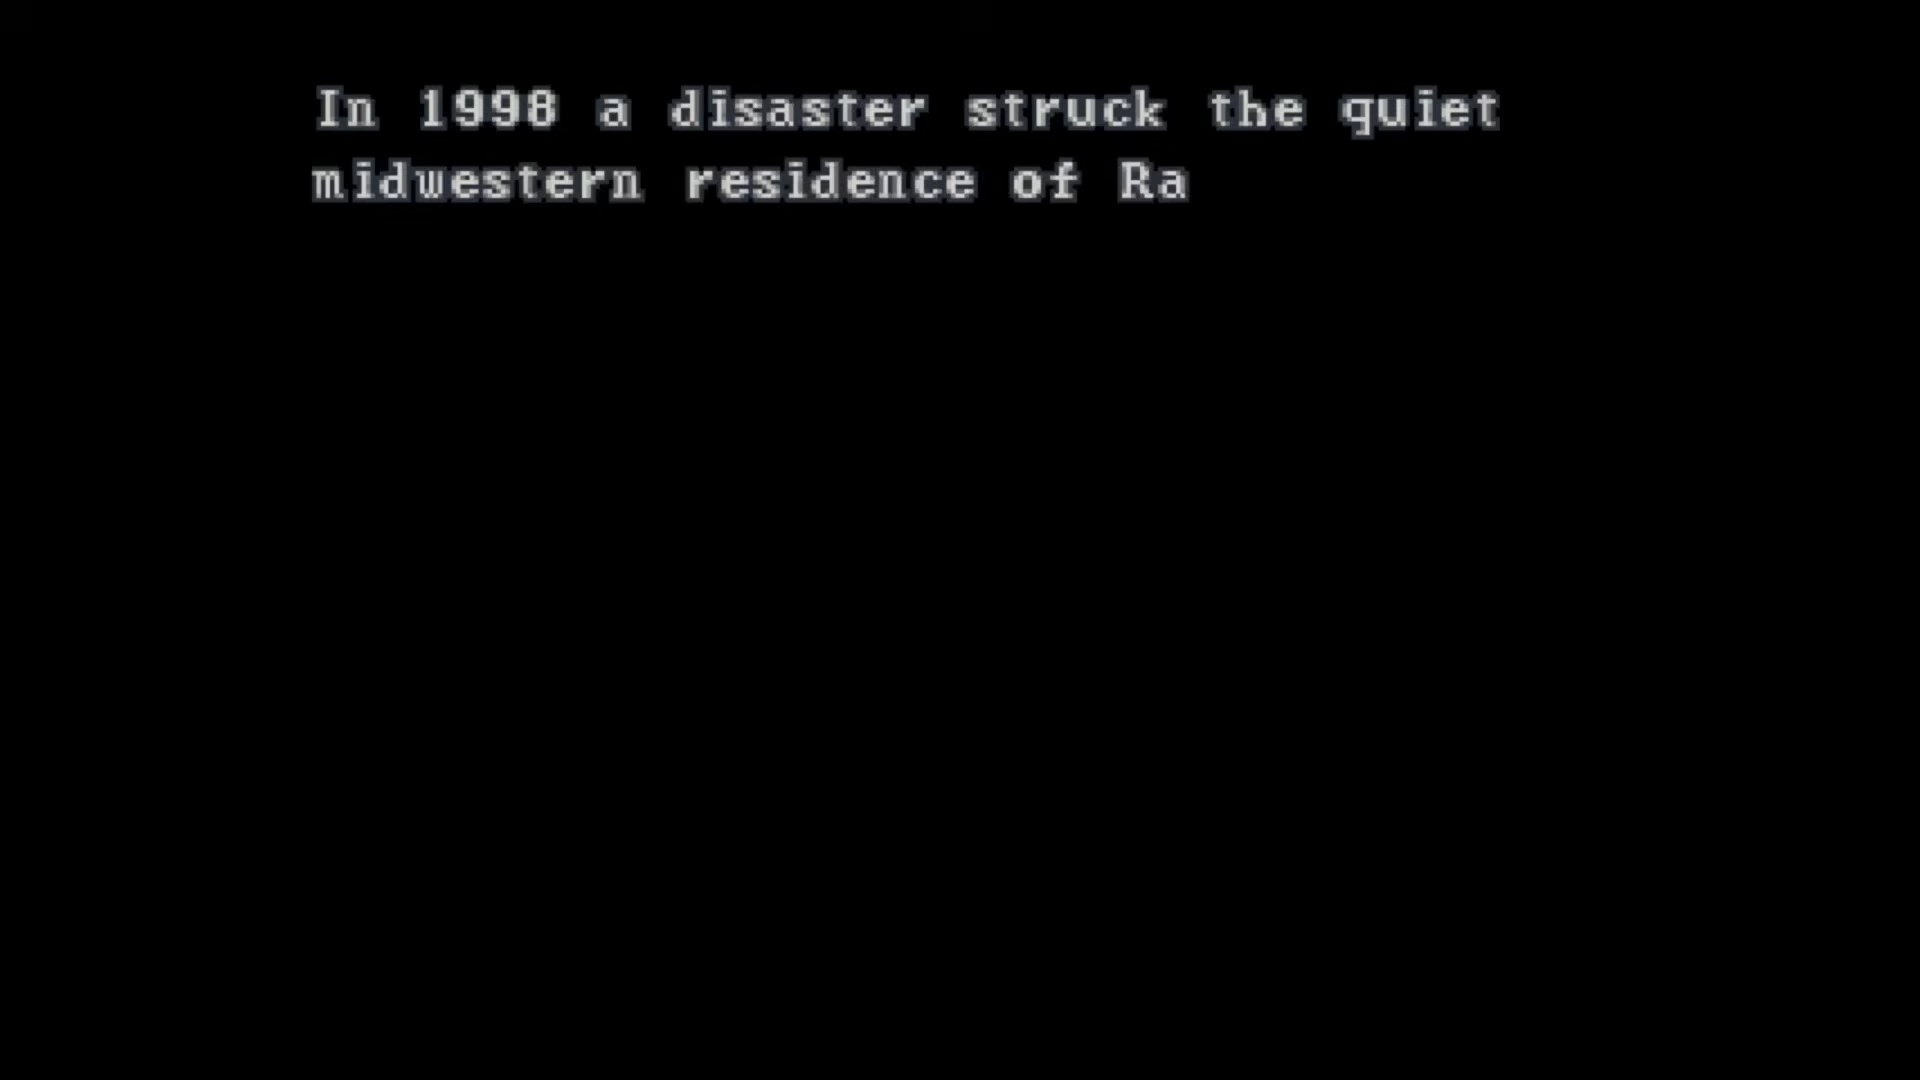 In 1998 a disaster struck the quiet
midwestern residence of Ra